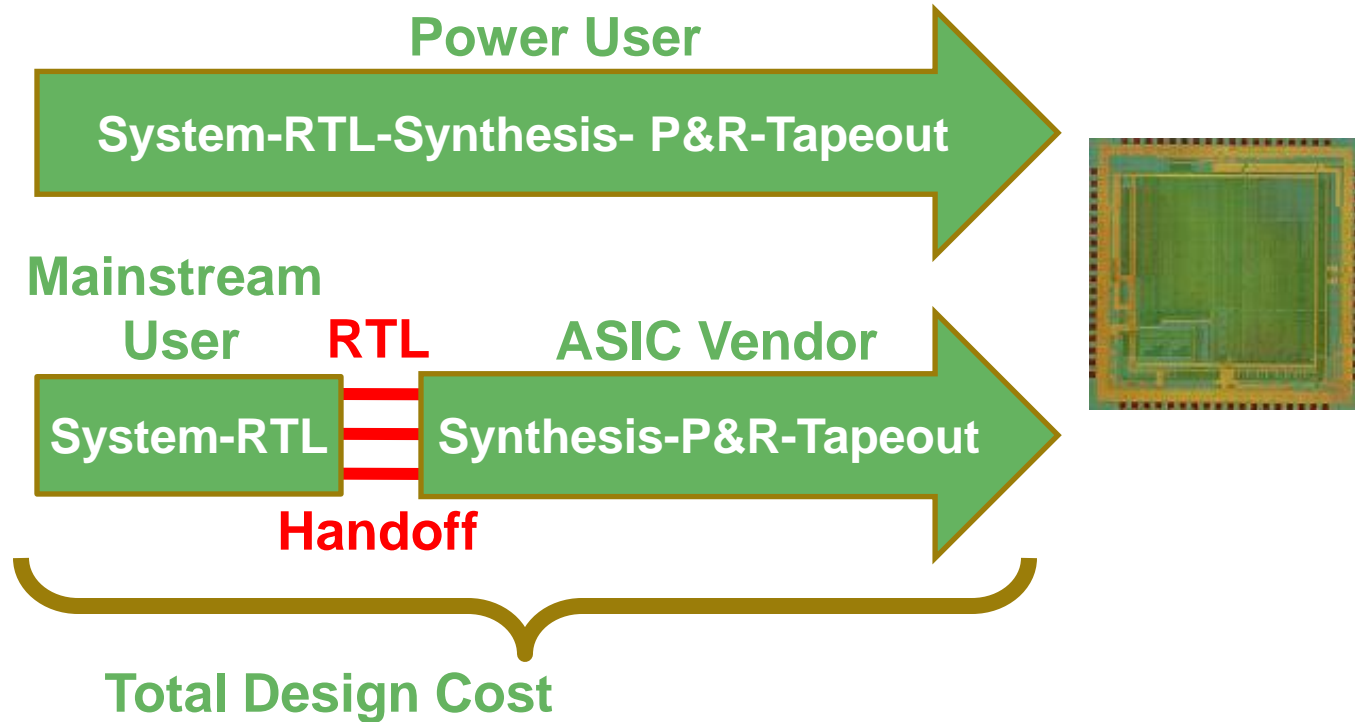 Power User
System-RTL-Synthesis- P&R-Tapeout
Mainstream
User
RTL
ASIC Vendor
System-RTL
Synthesis-P&R-Tapeout
Handoff
Total Design Cost